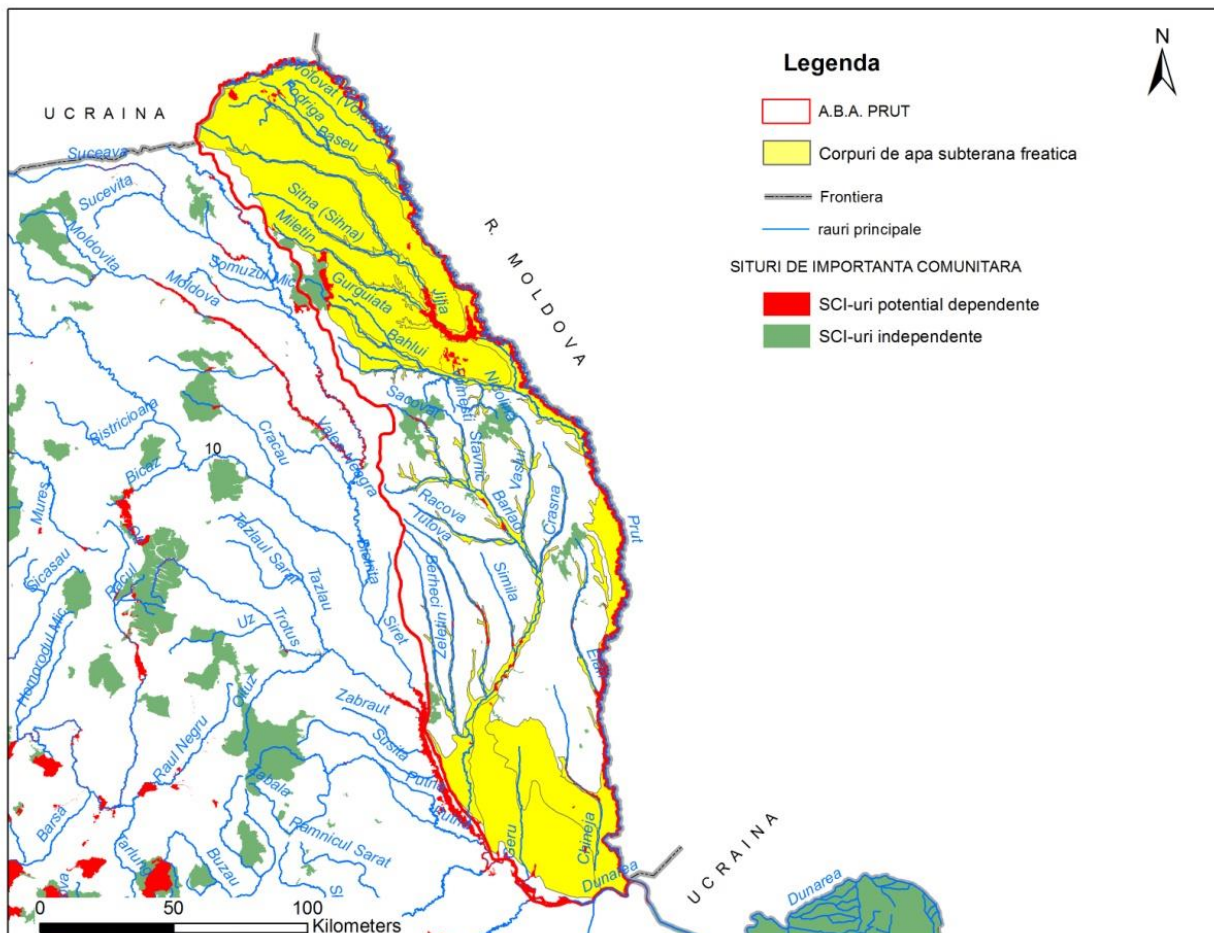 N
Legenda
A.B.A. PRUT
Corpuri de apa subterana freatica
Frontiera
rauri principale
SITURI DE IMPORTANTA COMUNITARA
SCI-uri potential dependente
SCI-uri independente
UCRAINA
R. MOLDOVA
UCRAINA
Volovat (Volovat)
Podriga
Baseu
Suceava
Sucevita
Sitna (Sihna)
Miletin
Moldovita
Somuzul Mic
Moldova
Gurguiata
Jijia
Bahlui
Nicolina
Sacovat
Bistricioara
Cracau
Valea Neagra
Stavnic
Vaslui
10
Bicaz
Mures
Racova
Tutova
Barlad
Crasna
Prut
Tazlaul Sarat
Bistrita
Sicasau
Racul
Tazlau
Berheci
Zeletin
Simila
Homorodul Mic
Uz
Trotus
Siret
Elan
Oituz
Zabraut
Raul Negru
Susita
Putna
Zabala
Putna
Barsa
Ramnicul Sarat
Geru
Chineja
Buzau
Dunarea
Dunarea
0 50 100
Kilometers